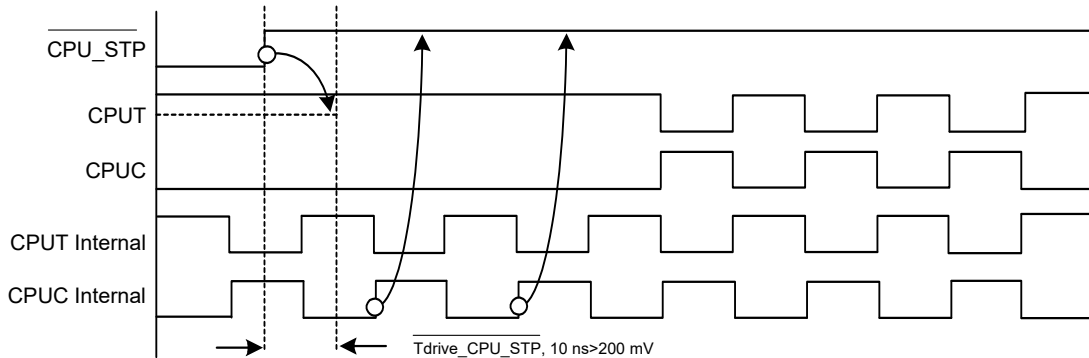 CPU_STP
CPUT
CPUC
CPUT Internal
CPUC Internal
Tdrive_CPU_STP, 10 ns>200 mV